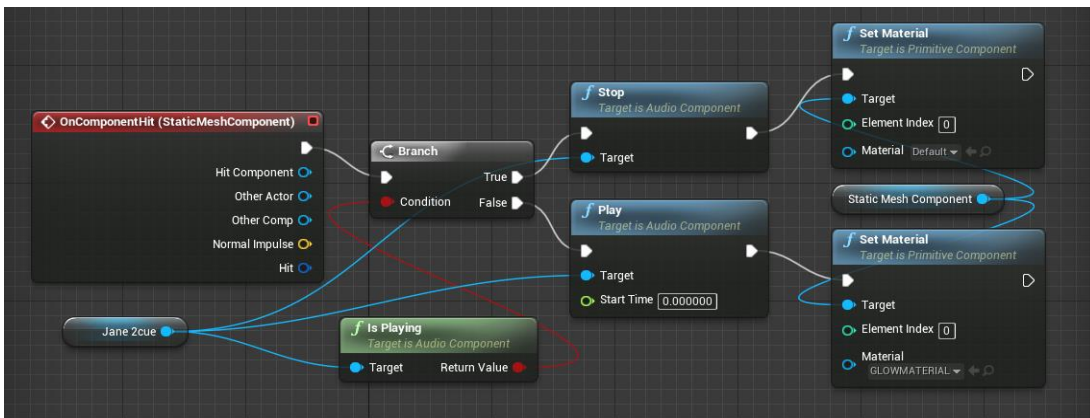 OnComponentHit (StaticMeshComponent)
Hit Component
Other Actor
Other Comp
Normal Impulse
Hit
Jane 2cue
Branch
True
Condition
False
f Is Playing
Target is Audio Component
Target
Return Value
f Stop
Target is Audio Component
Target
f Play
Target is Audio Component
Target
Start Time 0.000000
f Set Material
Target is Primitive Component
Target
Element Index 0
Material Default
Static Mesh Component
f Set Material
Target is Primitive Component
Target
Element Index 0
Material
GLOWMATERIAL